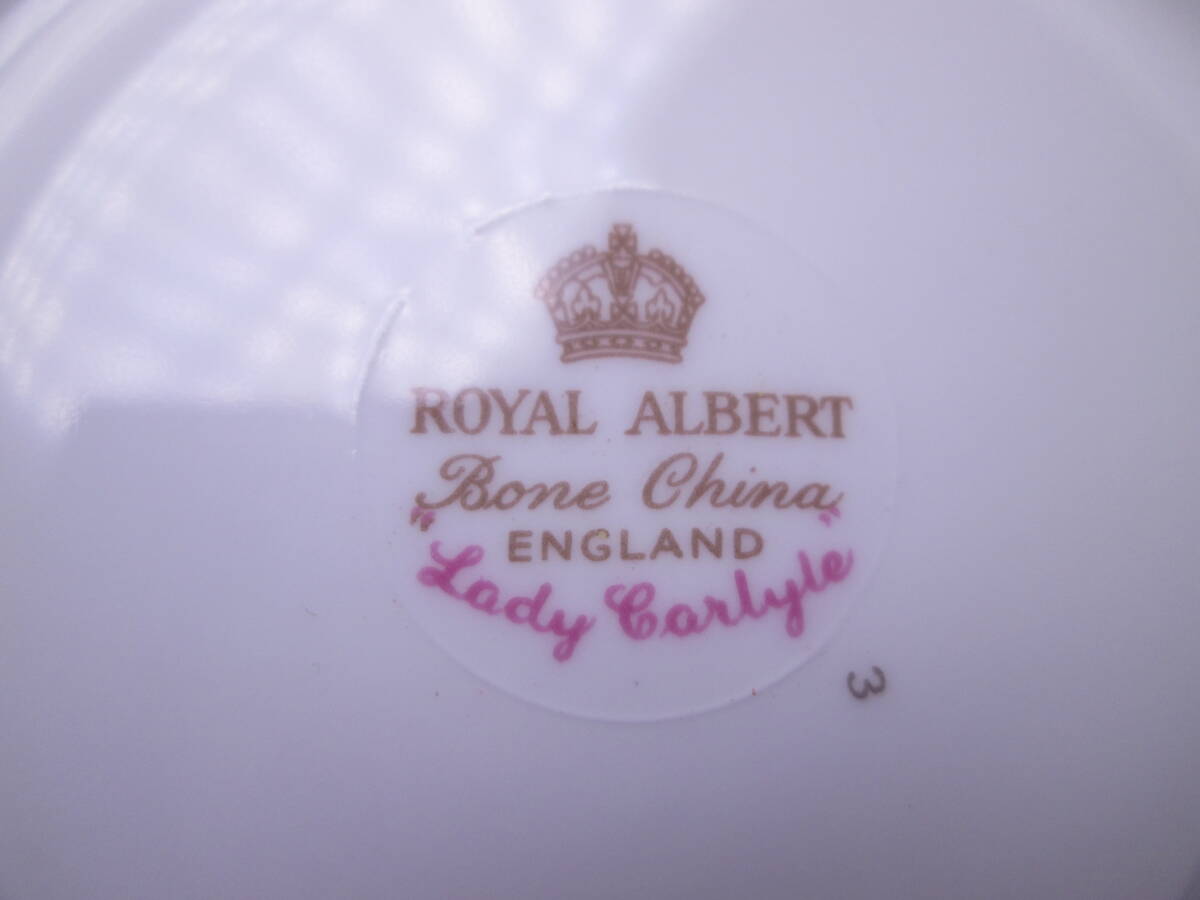 ROYAL ALBERT
Bone China
ENGLAND
"Lady Carlyle"
3